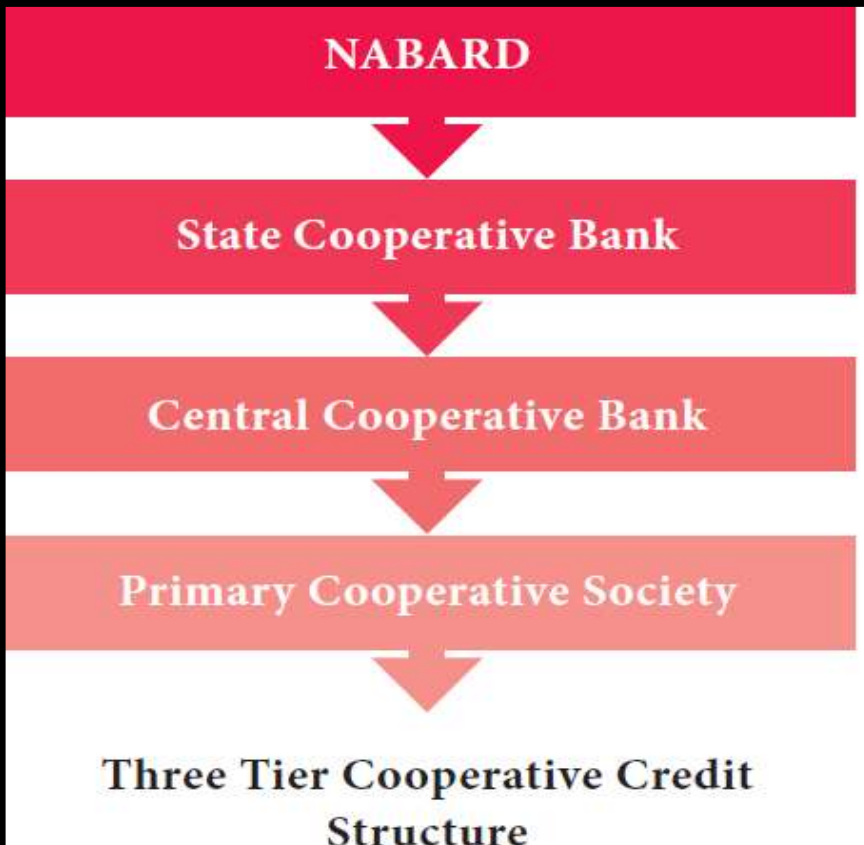 NABARD
State Cooperative Bank
Central Cooperative Bank
Primary Cooperative Society
Three Tier Cooperative Credit
Structure